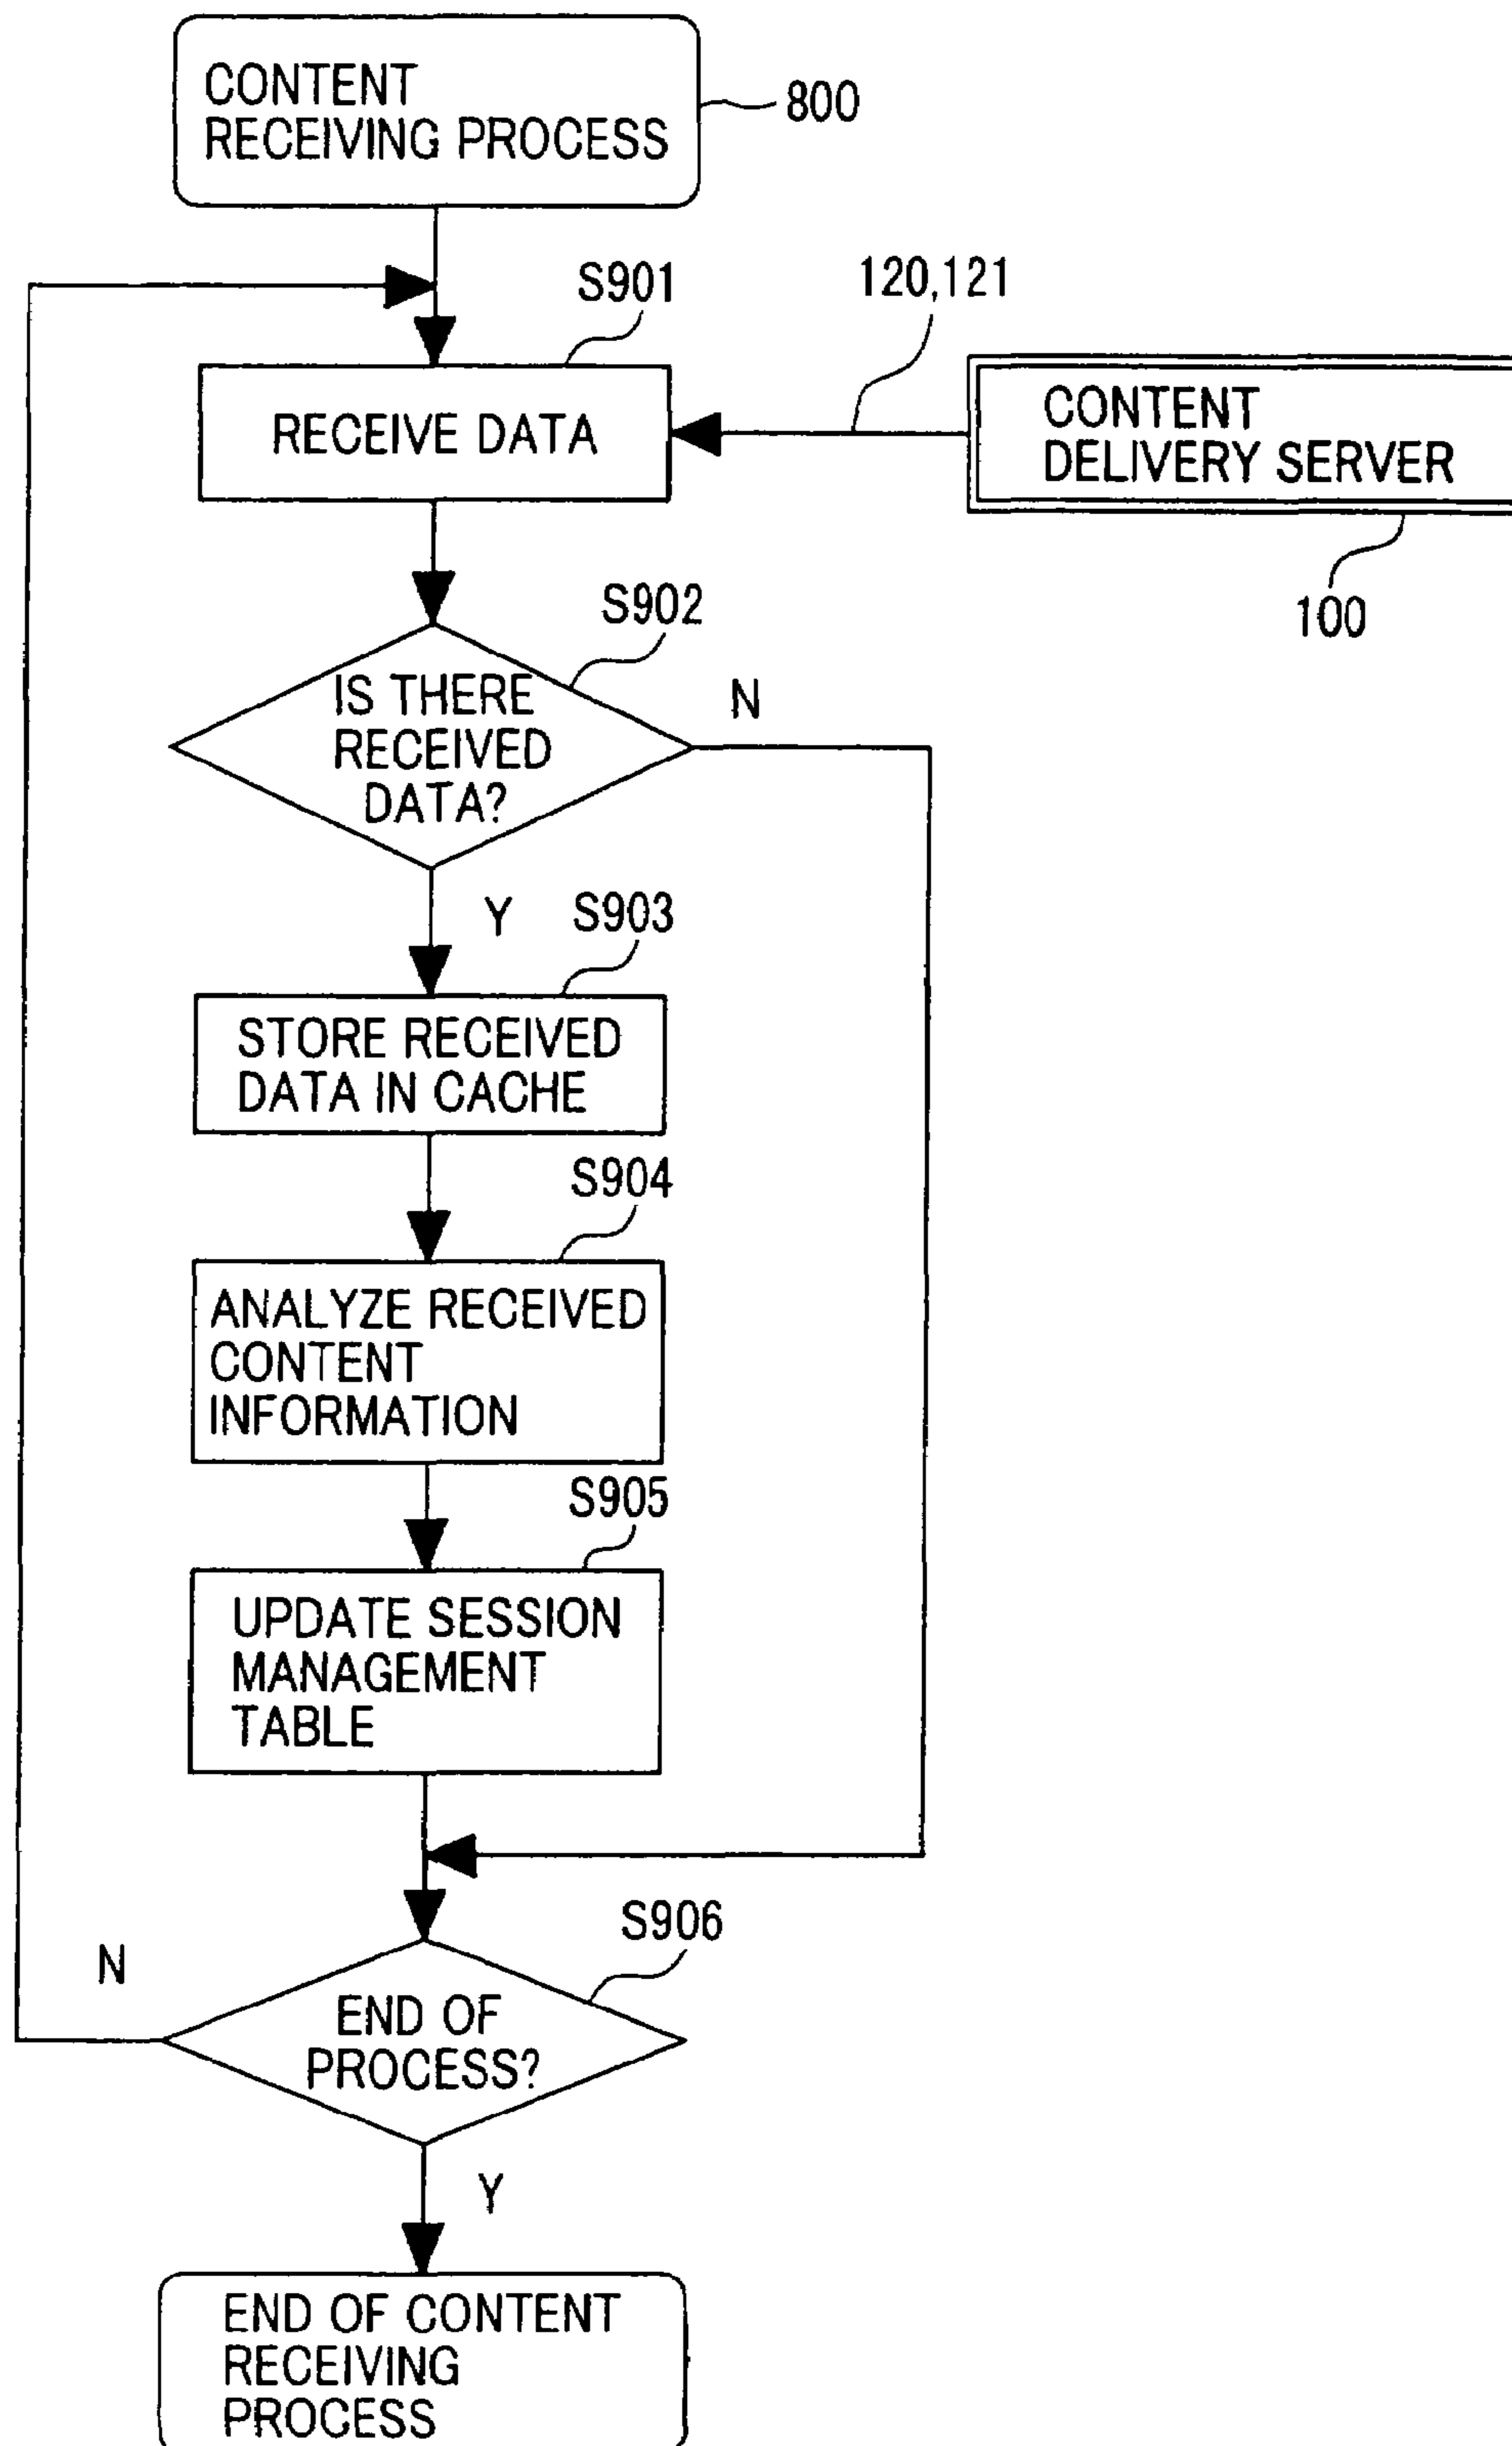 CONTENT
RECEIVING PROCESS
800
S901
120,121
RECEIVE DATA
CONTENT
DELIVERY SERVER
100
S902
IS THERE
RECEIVED
DATA?
N
Y
S903
STORE RECEIVED
DATA IN CACHE
S904
ANALYZE RECEIVED
CONTENT
INFORMATION
S905
UPDATE SESSION
MANAGEMENT
TABLE
S906
N
END OF
PROCESS?
Y
END OF CONTENT
RECEIVING
PROCESS